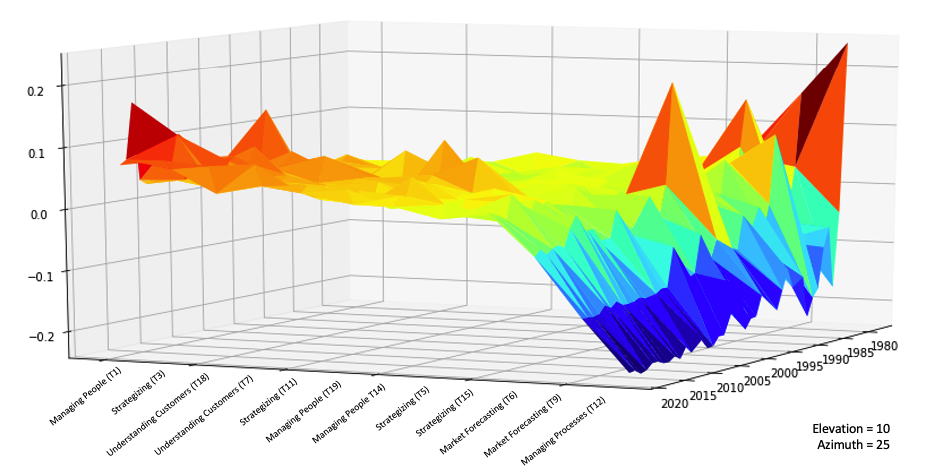 0.2
0.1
0.0
−0.1
−0.2
Managing People (T1)
Strategizing (T3)
Understanding Customers (T18)
Understanding Customers (T7)
Strategizing (T11)
Managing People (T19)
Managing People T14)
Strategizing (T5)
Strategizing (T15)
Market Forecasting (T6)
Market Forecasting (T9)
Managing Processes (T12)
2020
2015
2010
2005
2000
1995
1990
1985
1980
Elevation = 10
Azimuth = 25